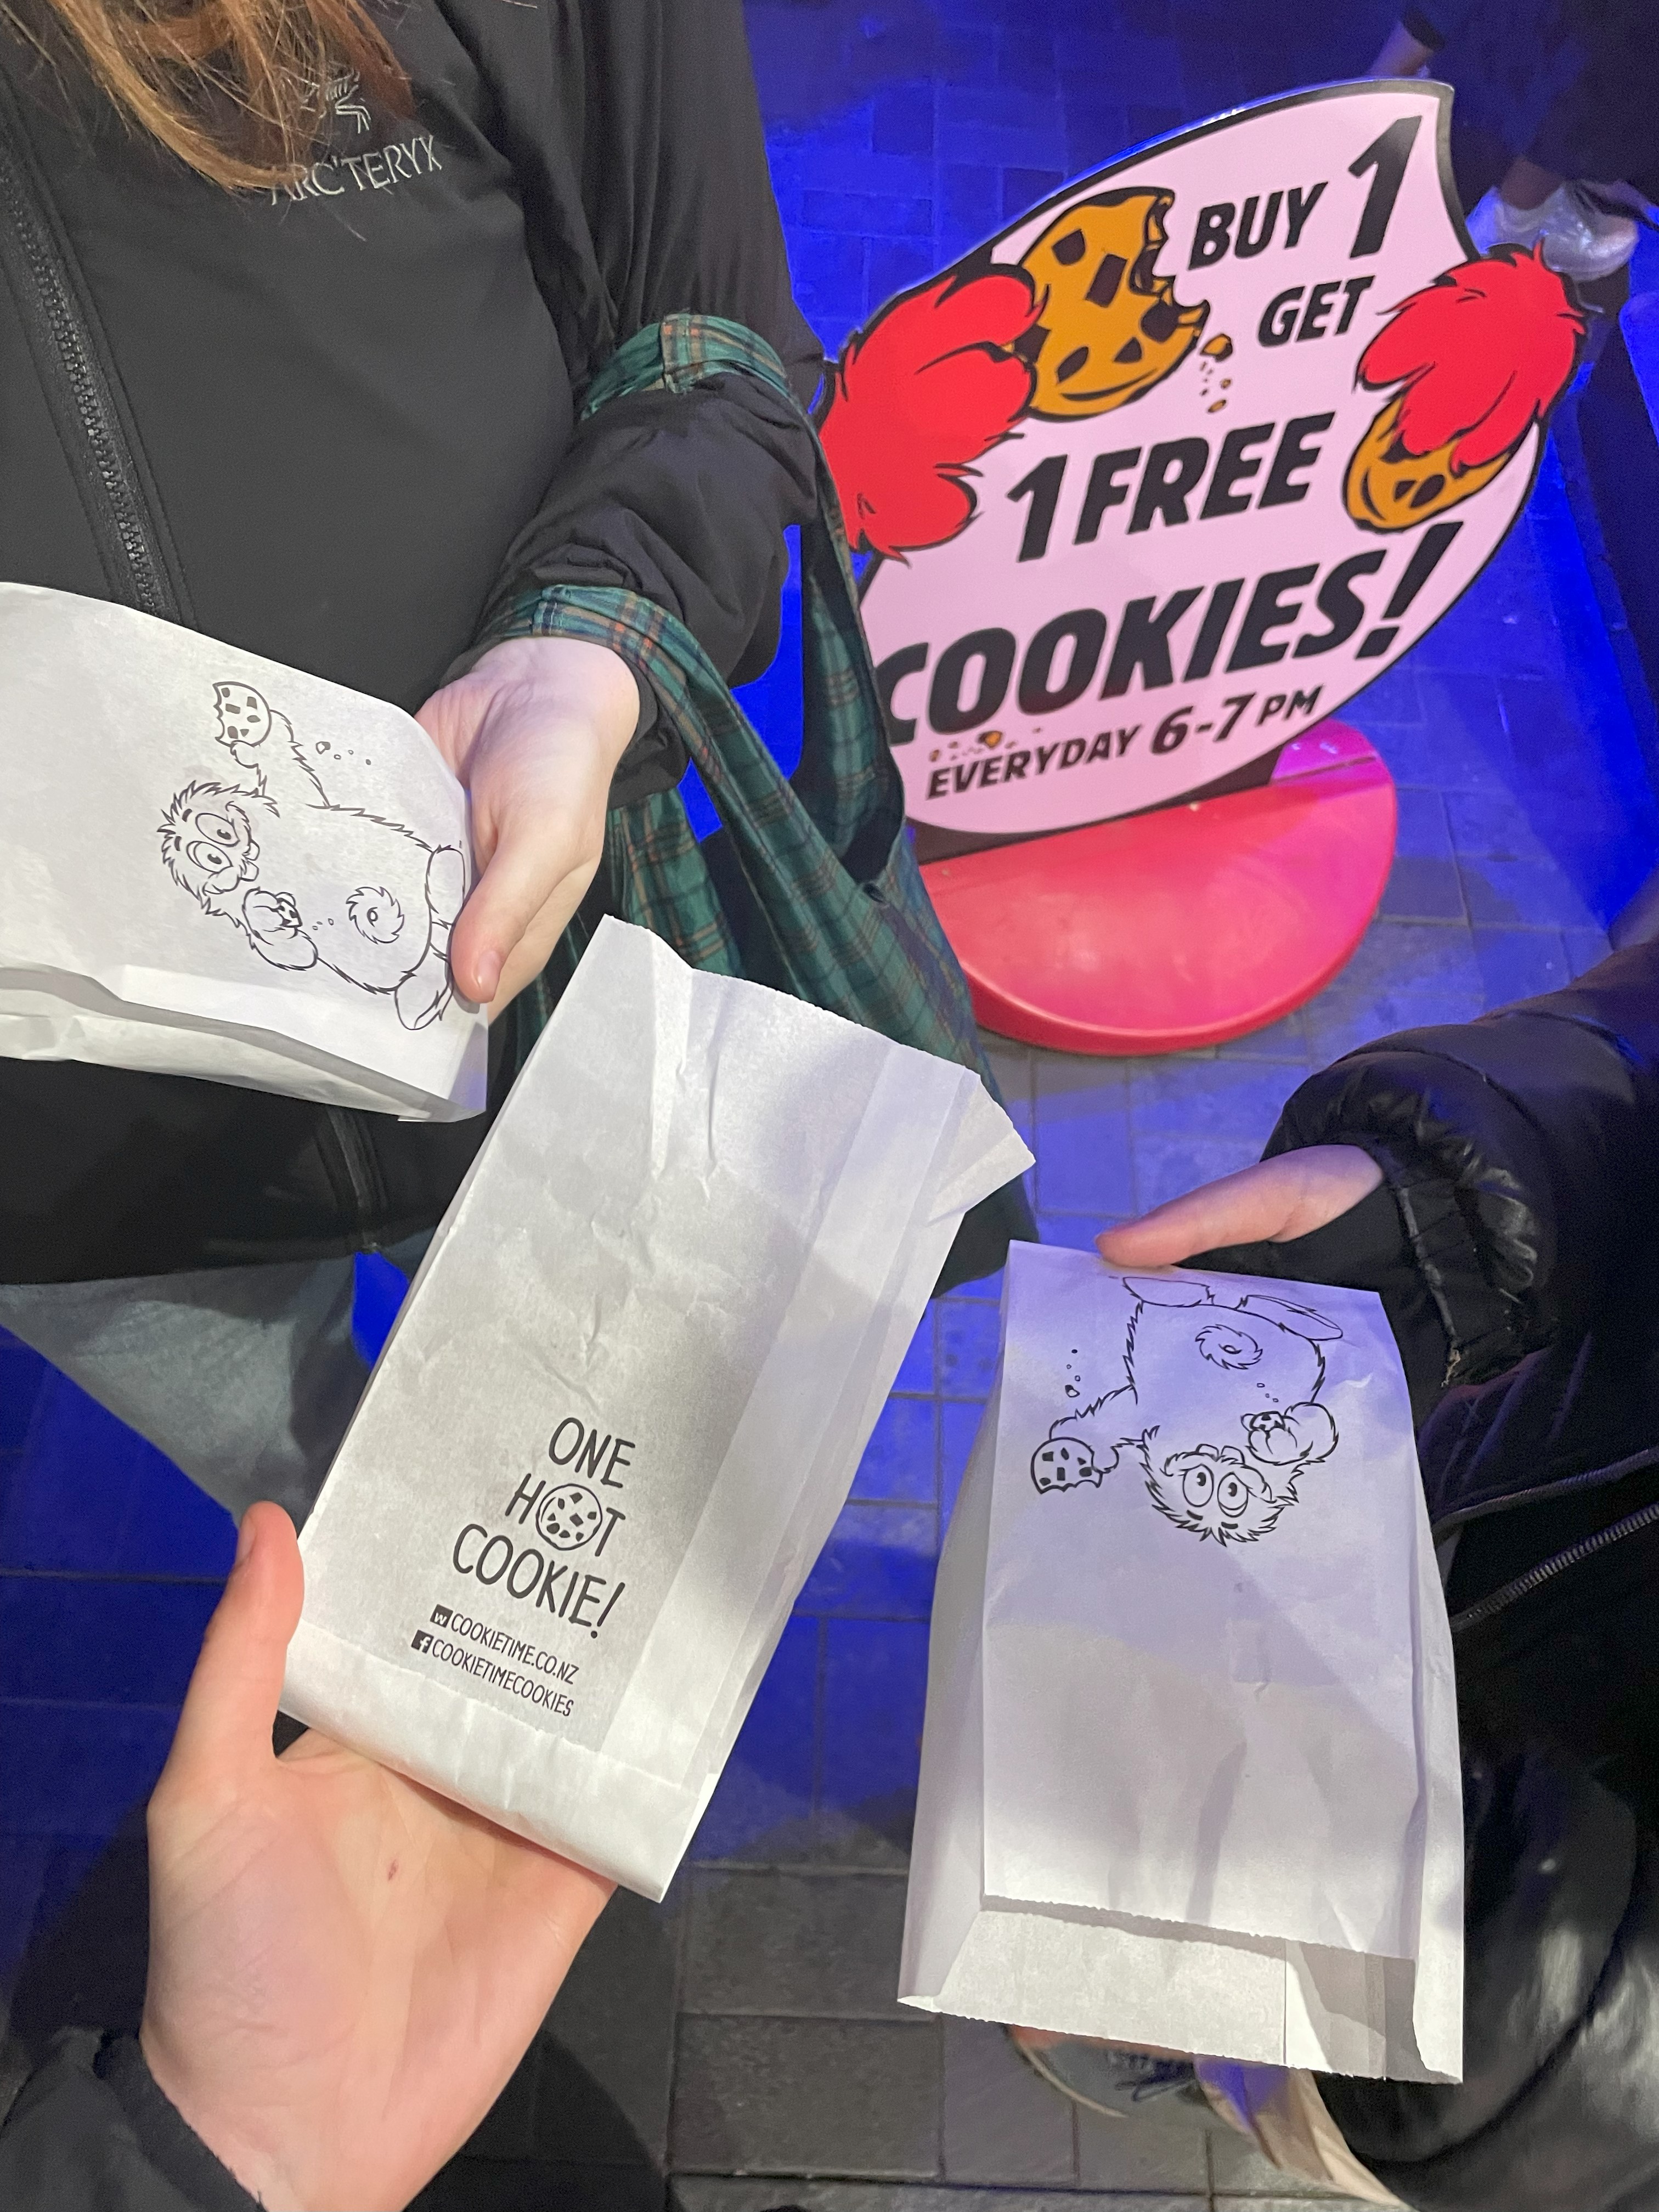 ARC'TERYX
BUY 1
GET
1 FREE
COOKIES!
EVERYDAY 6-7 PM
ONE
HOT
COOKIE!
w COOKIETIME.CO.NZ
f COOKIETIMECOOKIES